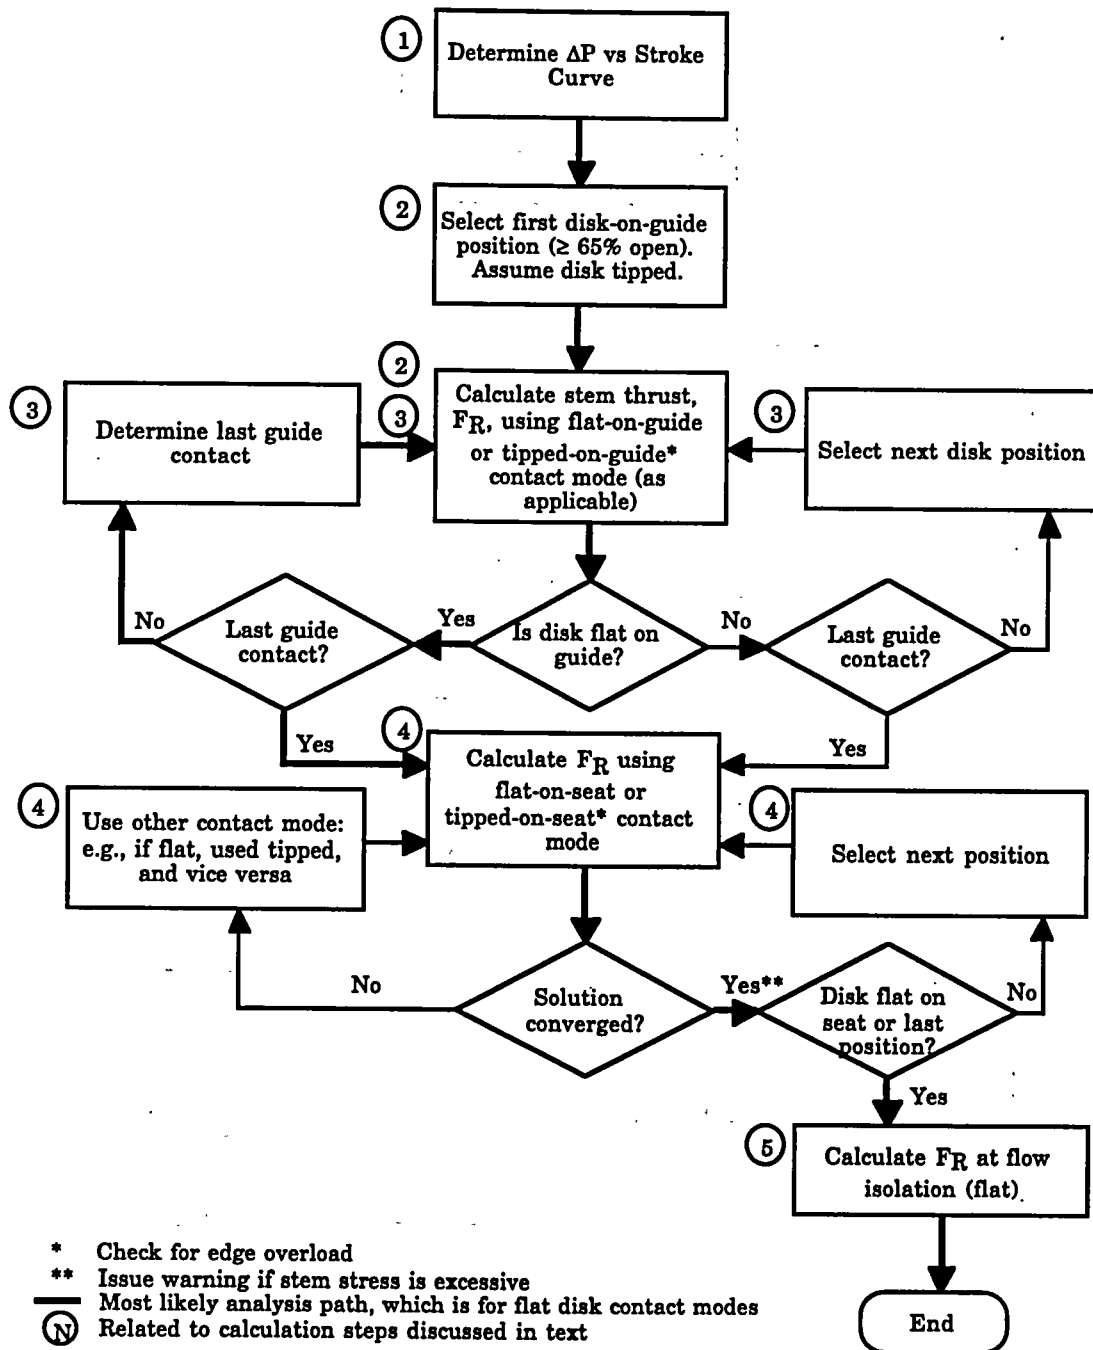 1
Determine ΔP vs Stroke
Curve
2
Select first disk-on-guide
position (≥ 65% open).
Assume disk tipped.
2
3
Calculate stem thrust,
FR, using flat-on-guide
or tipped-on-guide*
contact mode (as
applicable)
3
Determine last guide
contact
3
Select next disk position
No
Last guide
contact?
Yes
Is disk flat on
guide?
No
Last guide
contact?
No
Yes
4
Yes
Calculate FR using
flat-on-seat or
tipped-on-seat* contact
mode
4
Use other contact mode:
e.g., if flat, used tipped,
and vice versa
4
Select next position
No
Solution
converged?
Yes**
Disk flat on
seat or last
position?
No
Yes
5
Calculate FR at flow
isolation (flat)
* Check for edge overload
** Issue warning if stem stress is excessive
Most likely analysis path, which is for flat disk contact modes
N Related to calculation steps discussed in text
End